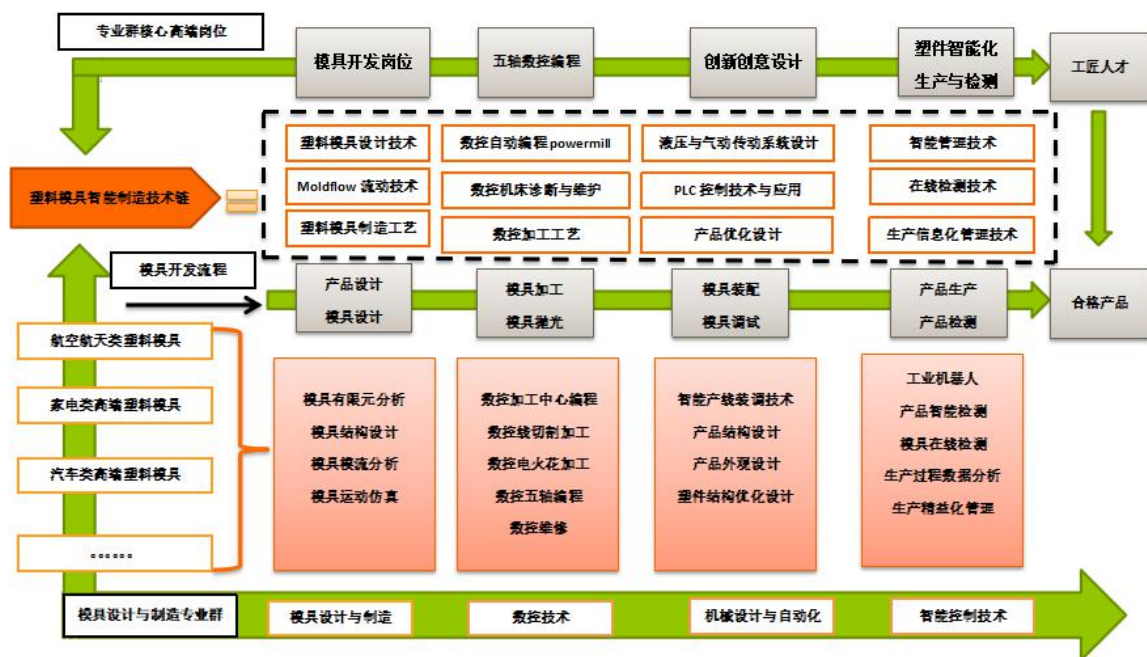 专业群核心高端岗位
模具开发岗位
五轴数控编程
创新创意设计
塑件智能化
生产与检测
工匠人才
塑料模具设计技术
数控自动编程 powermill
液压与气动传动系统设计
智能管理技术
塑料模具智能制造技术链
Moldflow 流动技术
数控机床诊断与维护
PLC 控制技术与应用
在线检测技术
塑料模具制造工艺
数控加工工艺
产品优化设计
生产信息化管理技术
模具开发流程
产品设计
模具设计
模具加工
模具抛光
模具装配
模具调试
产品生产
产品检测
合格产品
航空航天类塑料模具
家电类高端塑料模具
汽车类高端塑料模具
……
模具有限元分析
模具结构设计
模具模流分析
模具运动仿真
数控加工中心编程
数控线切割加工
数控电火花加工
数控五轴编程
数控维修
智能产线装调技术
产品结构设计
产品外观设计
塑件结构优化设计
工业机器人
产品智能检测
模具在线检测
生产过程数据分析
生产精益化管理
模具设计与制造专业群
模具设计与制造
数控技术
机械设计与自动化
智能控制技术